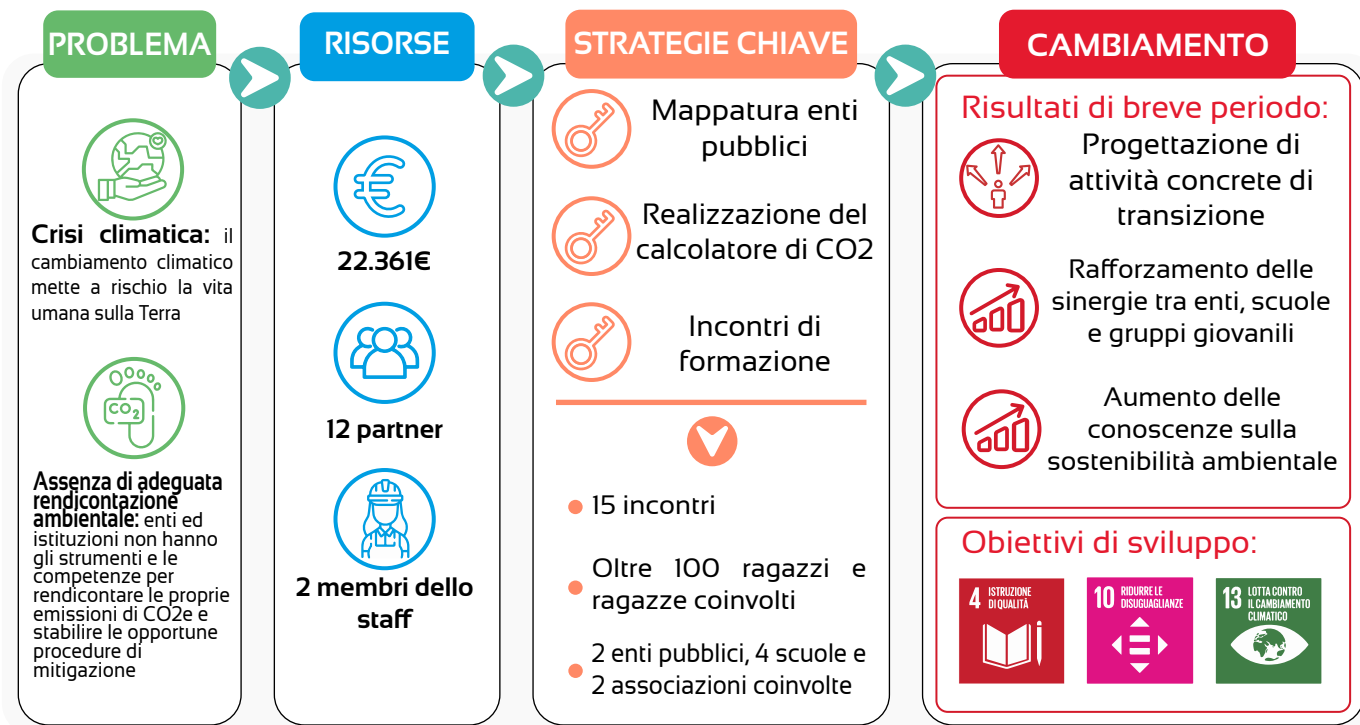 PROBLEMA
Crisi climatica: il
cambiamento climatico
mette a rischio la vita
umana sulla Terra
CO2
Assenza di adeguata
rendicontazione
ambientale: enti ed
istituzioni non hanno
gli strumenti e le
competenze per
rendicontare le proprie
emissioni di CO2e e
stabilire le opportune
procedure di
mitigazione
RISORSE
22.361€
12 partner
2 membri dello
staff
STRATEGIE CHIAVE
Mappatura enti
pubblici
Realizzazione del
calcolatore di CO2
Incontri di
formazione
15 incontri
Oltre 100 ragazzi e
ragazze coinvolti
2 enti pubblici, 4 scuole e
2 associazioni coinvolte
CAMBIAMENTO
Risultati di breve periodo:
Progettazione di
attività concrete di
transizione
Rafforzamento delle
sinergie tra enti, scuole
e gruppi giovanili
Aumento delle
conoscenze sulla
sostenibilità ambientale
Obiettivi di sviluppo:
4 ISTRUZIONE
DI QUALITÀ
10 RIDURRE LE
DISUGUAGLIANZE
13 LOTTA CONTRO
IL CAMBIAMENTO
CLIMATICO